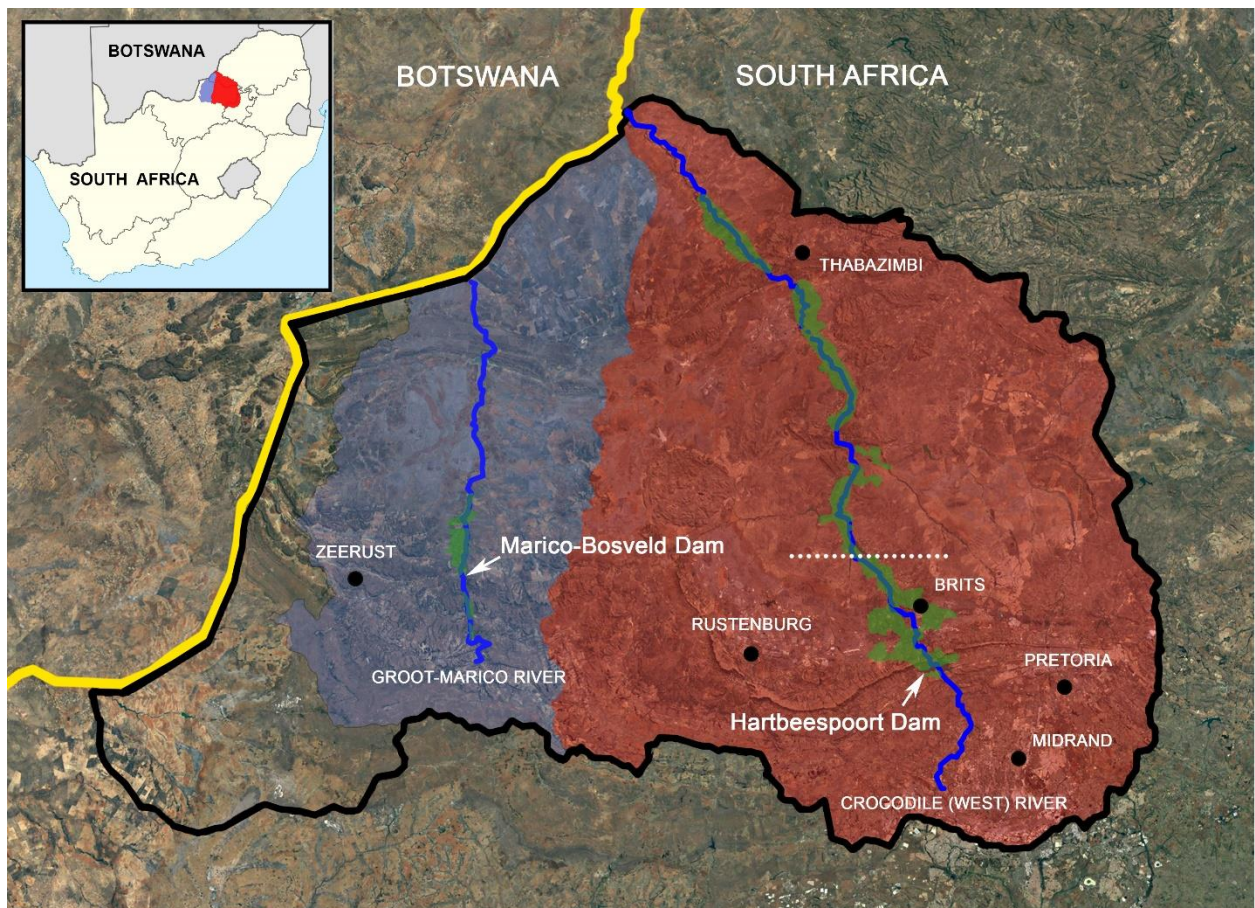 BOTSWANA
SOUTH AFRICA
BOTSWANA
SOUTH AFRICA
THABAZIMBI
Marico-Bosveld Dam
ZEERUST
BRITS
RUSTENBURG
GROOT-MARICO RIVER
PRETORIA
Hartbeespoort Dam
MIDRAND
CROCODILE (WEST) RIVER